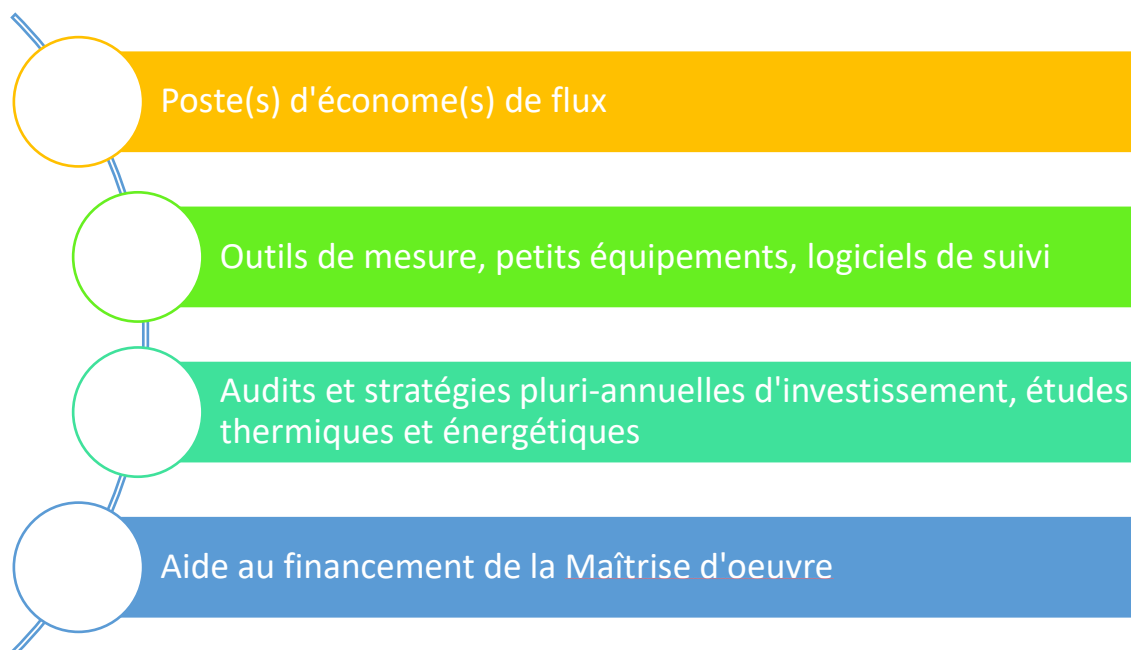 Poste(s) d'économe(s) de flux
Outils de mesure, petits équipements, logiciels de suivi
Audits et stratégies pluri-annuelles d'investissement, études
thermiques et énergétiques
Aide au financement de la Maîtrise d'oeuvre